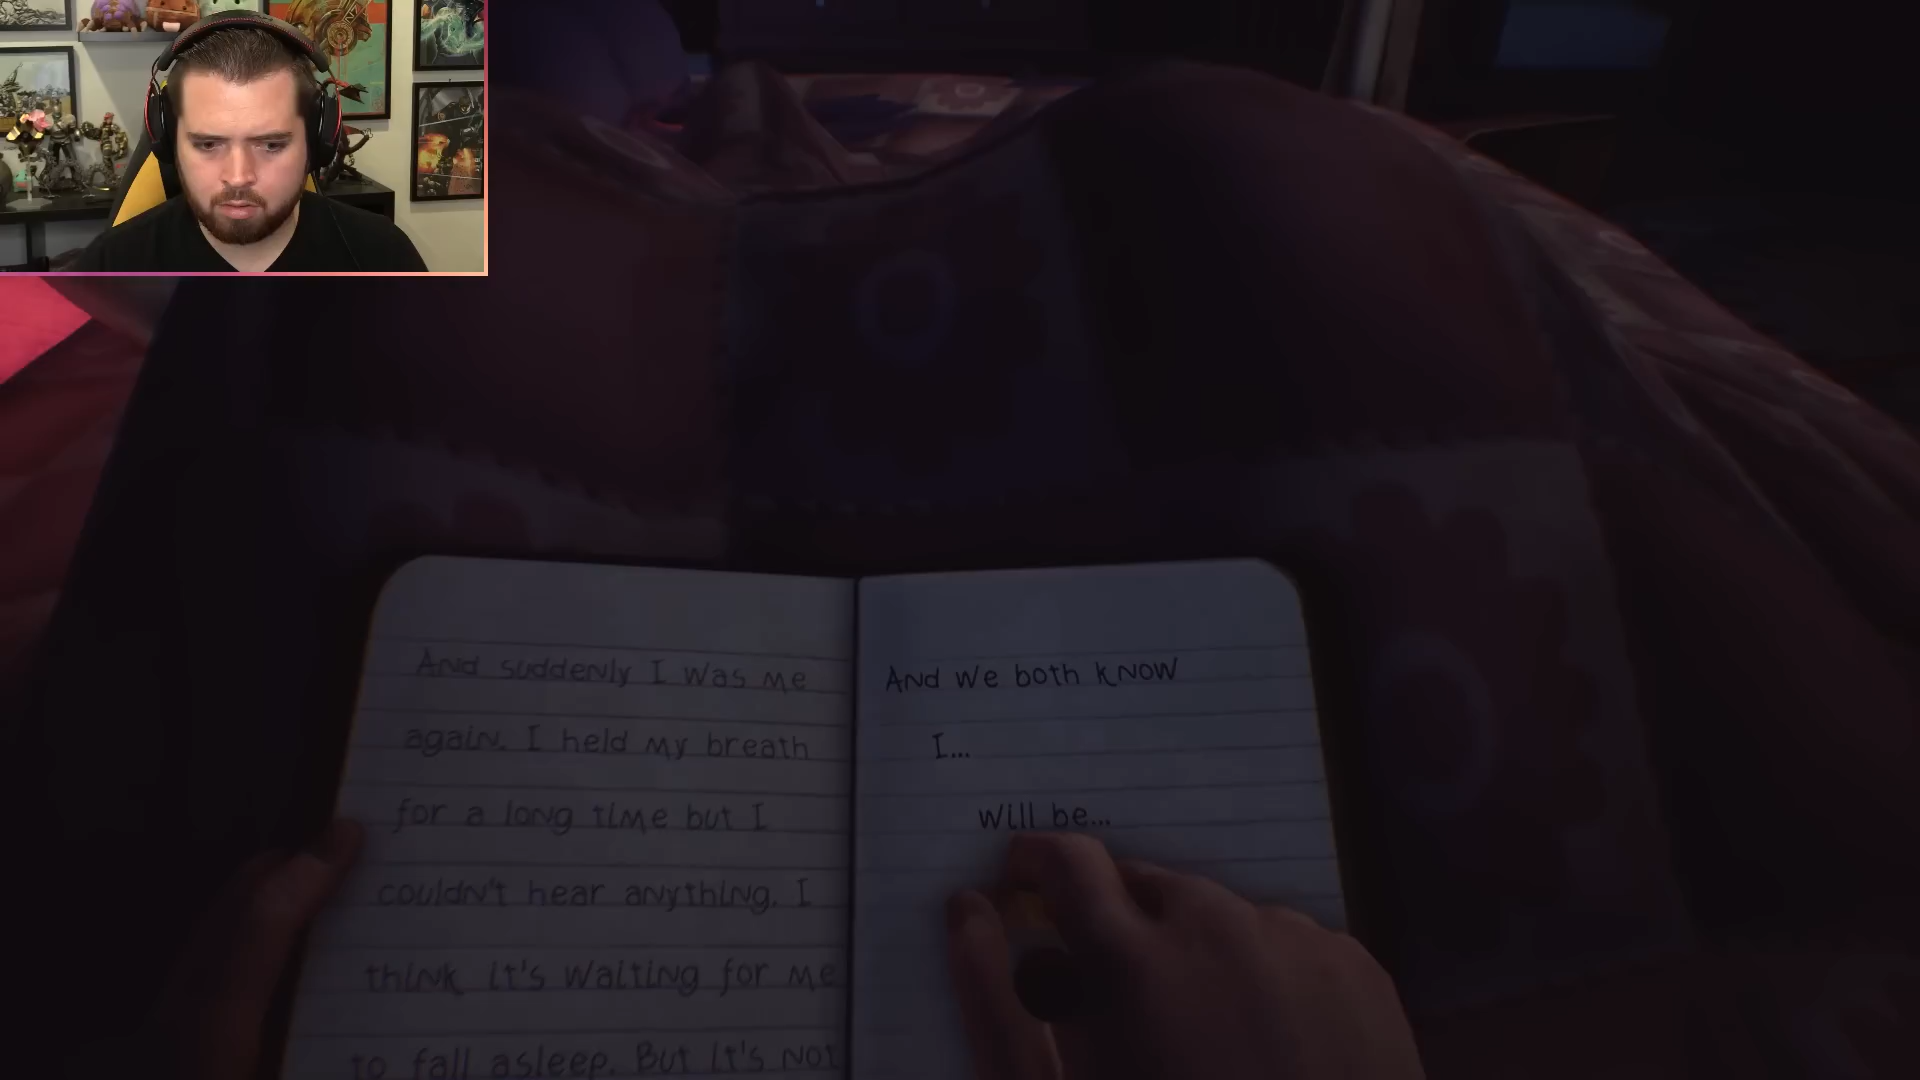 And suddenly I was me
again. I held my breath
for a long time but I
couldn't hear anything. I
think it's waiting for me
to fall asleep. But it's not
And we both know
I...
will be...